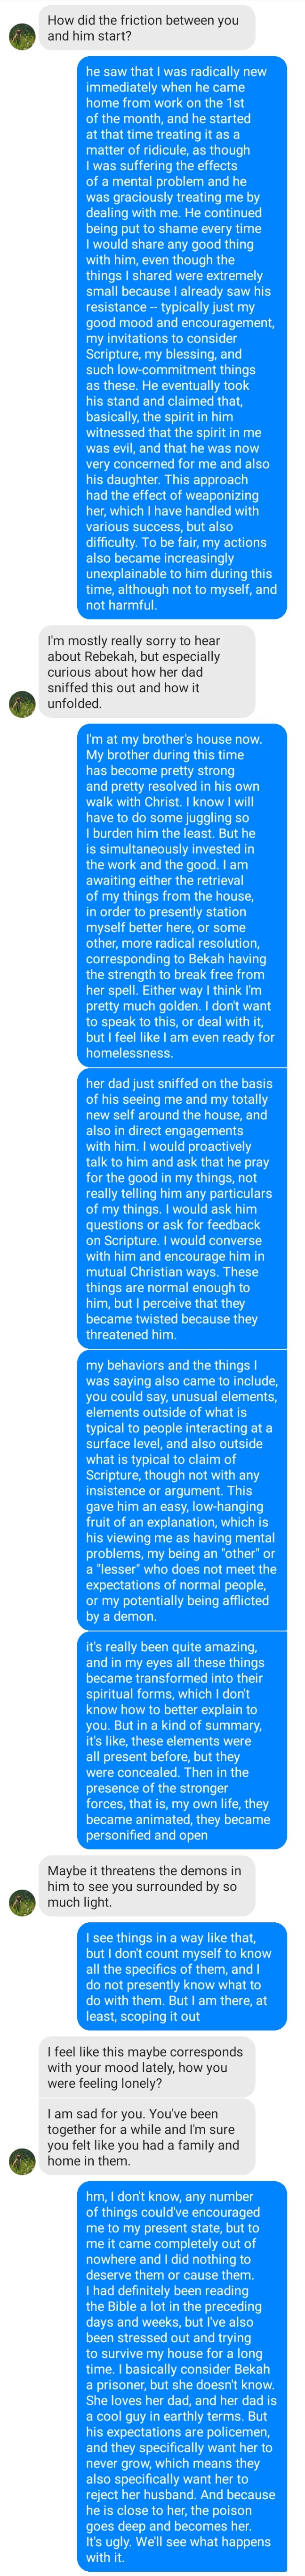 How did the friction between you
and him start?
he saw that I was radically new
immediately when he came
home from work on the 1st
of the month, and he started
at that time treating it as a
matter of ridicule, as though
I was suffering the effects
of a mental problem and he
was graciously treating me by
dealing with me. He continued
being put to shame every time
I would share any good thing
with him, even though the
things I shared were extremely
small because I already saw his
resistance -- typically just my
good mood and encouragement,
my invitations to consider
Scripture, my blessing, and
such low-commitment things
as these. He eventually took
his stand and claimed that,
basically, the spirit in him
witnessed that the spirit in me
was evil, and that he was now
very concerned for me and also
his daughter. This approach
had the effect of weaponizing
her, which I have handled with
various success, but also
difficulty. To be fair, my actions
also became increasingly
unexplainable to him during this
time, although not to myself, and
not harmful.
I'm mostly really sorry to hear
about Rebekah, but especially
curious about how her dad
sniffed this out and how it
unfolded.
I'm at my brother's house now.
My brother during this time
has become pretty strong
and pretty resolved in his own
walk with Christ. I know I will
have to do some juggling so
I burden him the least. But he
is simultaneously invested in
the work and the good. I am
awaiting either the retrieval
of my things from the house,
in order to presently station
myself better here, or some
other, more radical resolution,
corresponding to Bekah having
the strength to break free from
her spell. Either way I think I'm
pretty much golden. I don't want
to speak to this, or deal with it,
but I feel like I am even ready for
homelessness.
her dad just sniffed on the basis
of his seeing me and my totally
new self around the house, and
also in direct engagements
with him. I would proactively
talk to him and ask that he pray
for the good in my things, not
really telling him any particulars
of my things. I would ask him
questions or ask for feedback
on Scripture. I would converse
with him and encourage him in
mutual Christian ways. These
things are normal enough to
him, but I perceive that they
became twisted because they
threatened him.
my behaviors and the things I
was saying also came to include,
you could say, unusual elements,
elements outside of what is
typical to people interacting at a
surface level, and also outside
what is typical to claim of
Scripture, though not with any
insistence or argument. This
gave him an easy, low-hanging
fruit of an explanation, which is
his viewing me as having mental
problems, my being an "other" or
a "lesser" who does not meet the
expectations of normal people,
or my potentially being afflicted
by a demon.
it's really been quite amazing,
and in my eyes all these things
became transformed into their
spiritual forms, which I don't
know how to better explain to
you. But in a kind of summary,
it's like, these elements were
all present before, but they
were concealed. Then in the
presence of the stronger
forces, that is, my own life, they
became animated, they became
personified and open
Maybe it threatens the demons in
him to see you surrounded by so
much light.
I see things in a way like that,
but I don't count myself to know
all the specifics of them, and I
do not presently know what to
do with them. But I am there, at
least, scoping it out
I feel like this maybe corresponds
with your mood lately, how you
were feeling lonely?
I am sad for you. You've been
together for a while and I'm sure
you felt like you had a family and
home in them.
hm, I don't know, any number
of things could've encouraged
me to my present state, but to
me it came completely out of
nowhere and I did nothing to
deserve them or cause them.
I had definitely been reading
the Bible a lot in the preceding
days and weeks, but I've also
been stressed out and trying
to survive my house for a long
time. I basically consider Bekah
a prisoner, but she doesn't know.
She loves her dad, and her dad is
a cool guy in earthly terms. But
his expectations are policemen,
and they specifically want her to
never grow, which means they
also specifically want her to
reject her husband. And because
he is close to her, the poison
goes deep and becomes her.
It's ugly. We'll see what happens
with it.